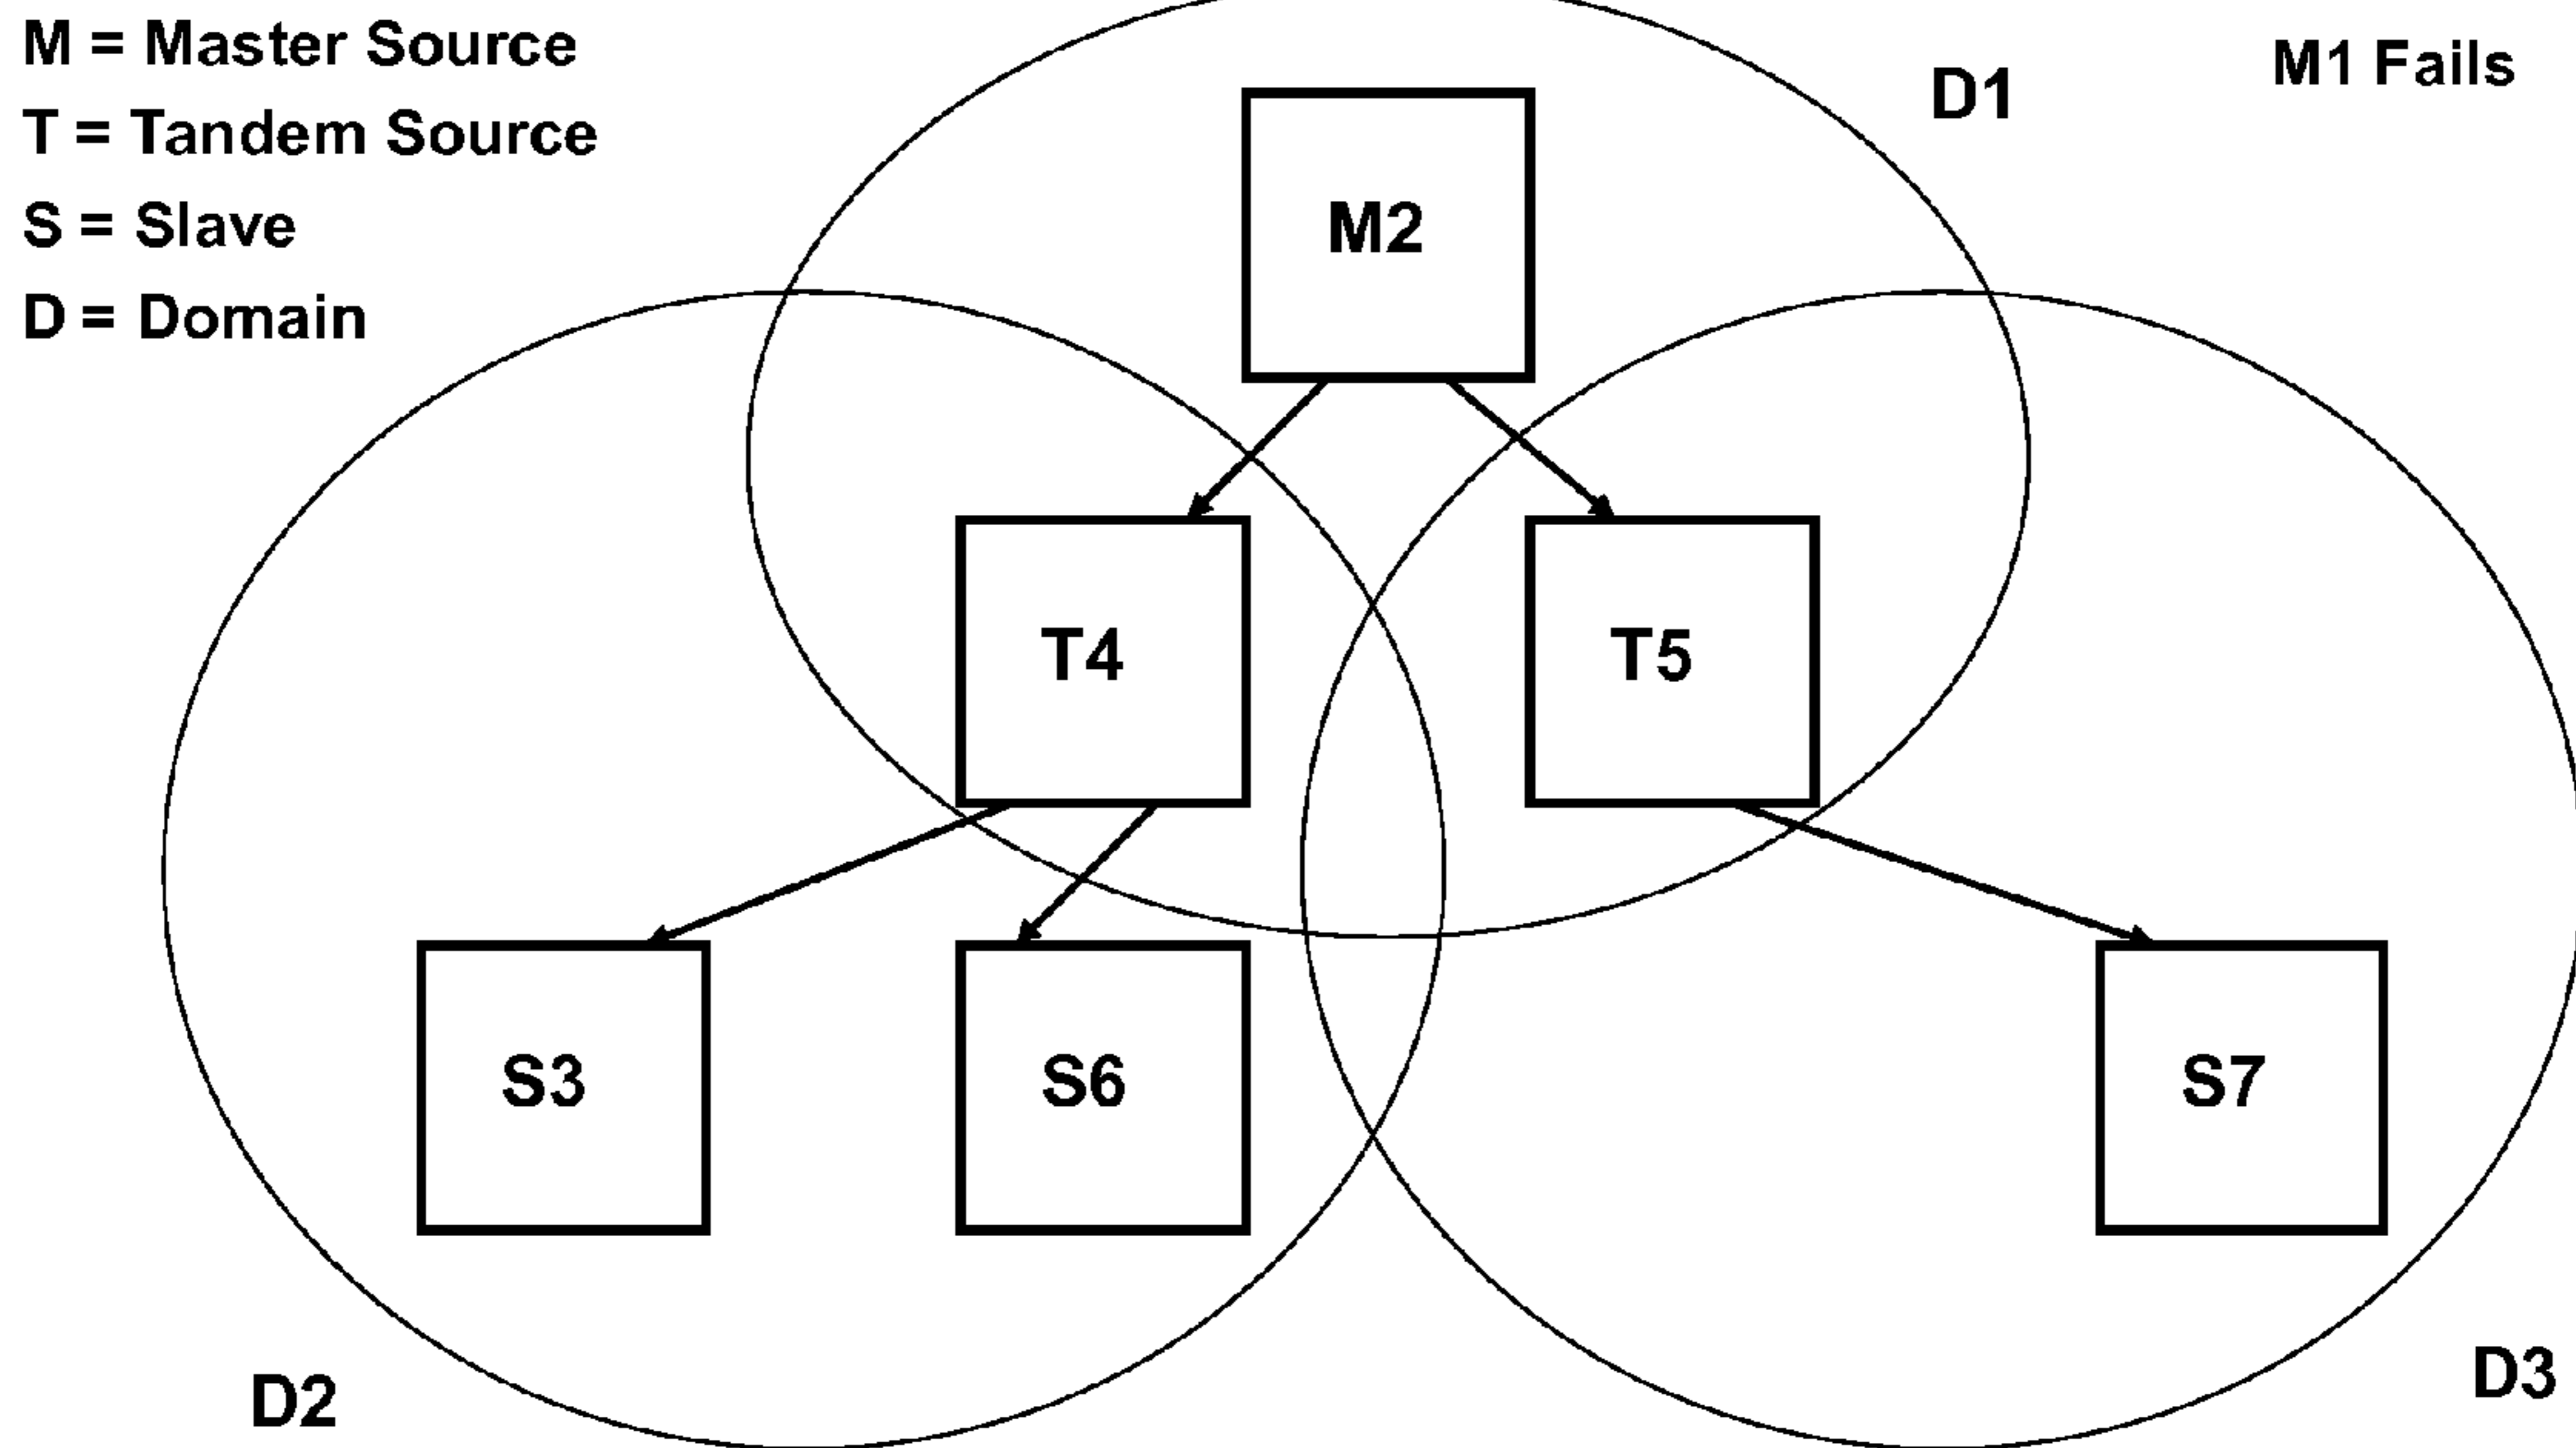 M = Master Source
T = Tandem Source
S = Slave
D = Domain
D1
M1 Fails
M2
T4
T5
S3
S6
S7
D2
D3